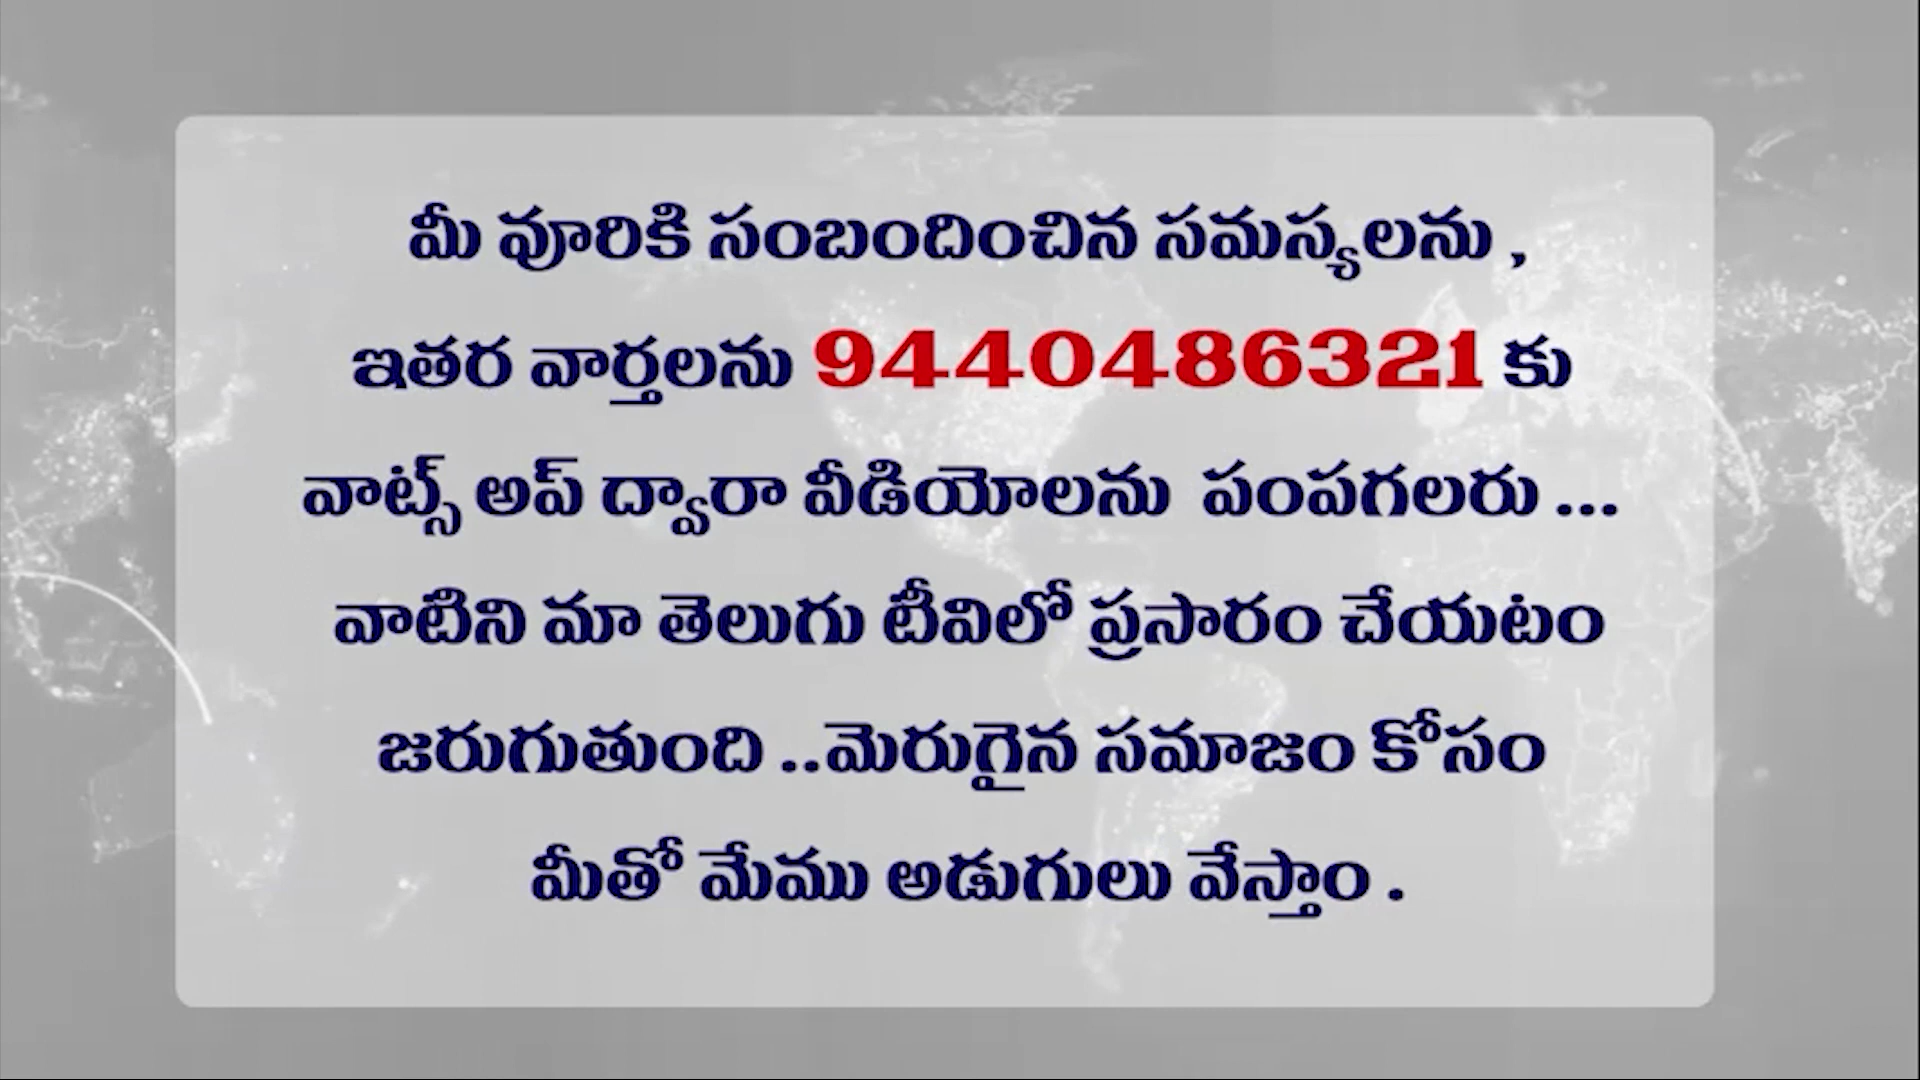 మీ వూరికి సంబందించిన సమస్యలను ,
ఇతర వార్తలను 9440486321 కు
వాట్స్ అప్ ద్వారా వీడియోలను పంపగలరు ...
వాటిని మా తెలుగు టీవిలో ప్రసారం చేయటం
జరుగుతుంది ..మెరుగైన సమాజం కోసం
మీతో మేము అడుగులు వేస్తాం .